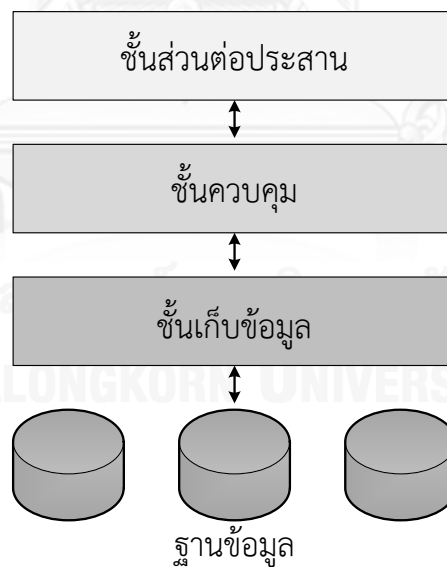 ชั้นส่วนต่อประสาน
ชั้นควบคุม
ชั้นเก็บข้อมูล
ฐานข้อมูล